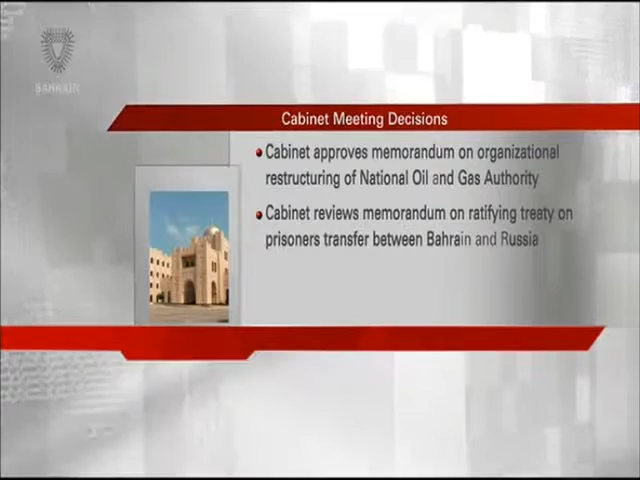 BAHRAIN
Cabinet Meeting Decisions
Cabinet approves memorandum on organizational
restructuring of National Oil and Gas Authority
Cabinet reviews memorandum on ratifying treaty on
prisoners transfer between Bahrain and Russia